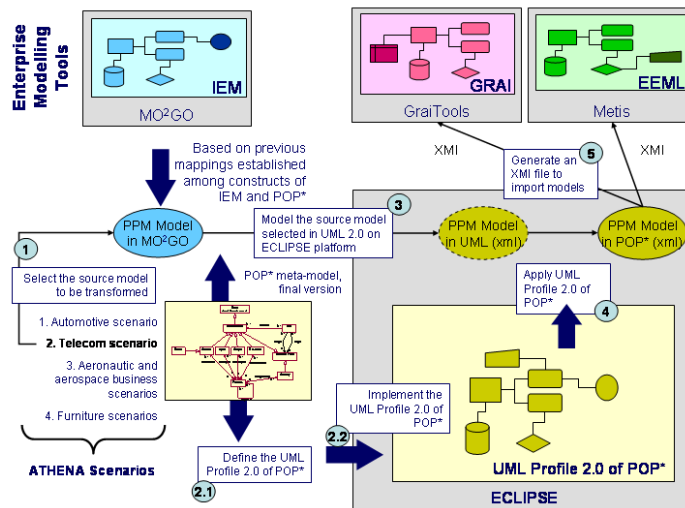 Enterprise
Modelling
Tools
IEM
MO²GO
GRAI
GraiTools
EEML
Metis
XMI
XMI
Based on previous
mappings established
among constructs of
IEM and POP*
Generate an
XMI file to
import models
5
1
Select the source model
to be transformed
PPM Model
in MO²GO
Model the source model
selected in UML 2.0 on
ECLIPSE platform
3
PPM Model
in UML (xml)
PPM Model
in POP* (xml)
POP* meta-model,
final version
Apply UML
Profile 2.0 of
POP*
4
1. Automotive scenario
2. Telecom scenario
3. Aeronautic and
aerospace business
scenarios
4. Furniture scenarios
ATHENA Scenarios
Define the UML
Profile 2.0 of POP*
2.1
2.2
Implement the
UML Profile 2.0 of
POP*
UML Profile 2.0 of POP*
ECLIPSE